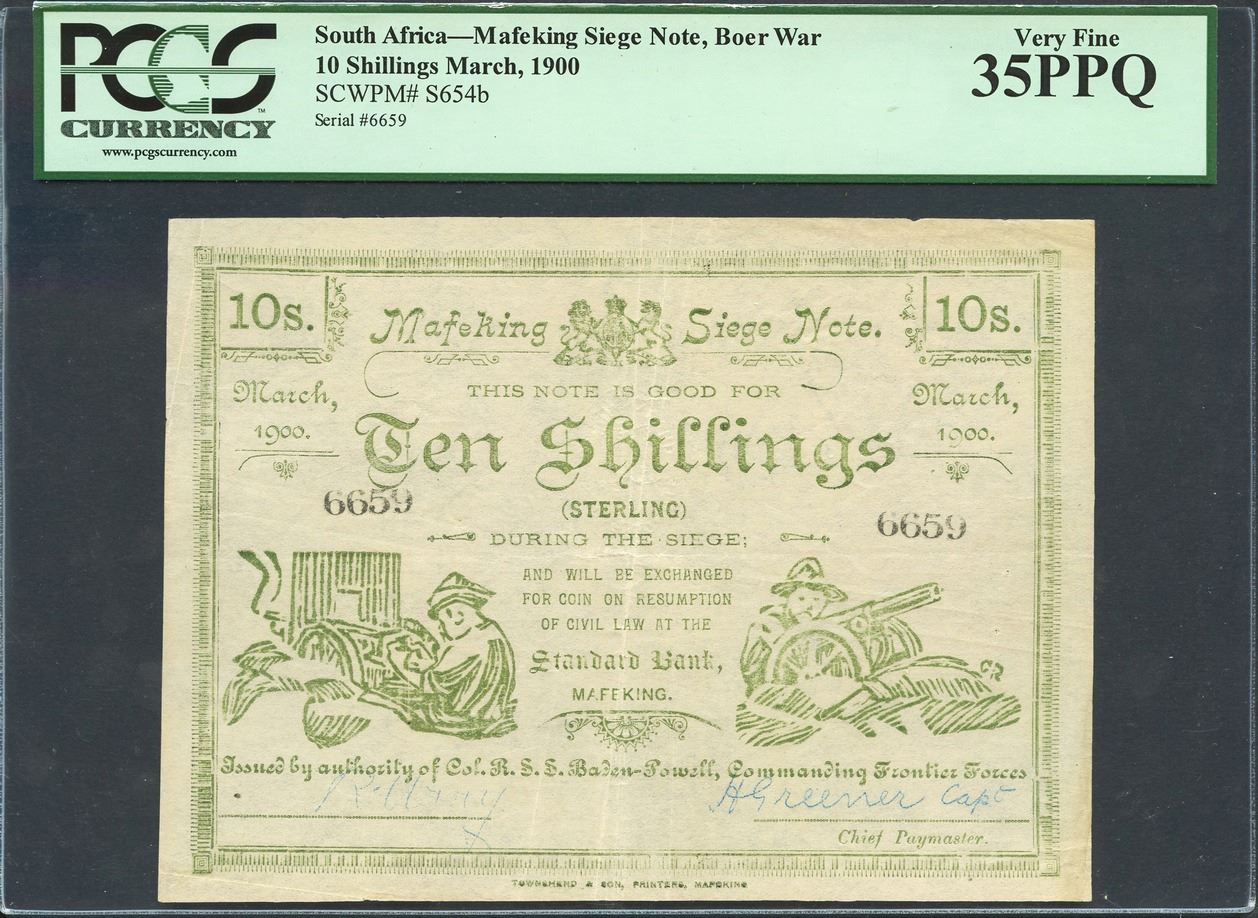 PCGS
CURRENCY
www.pcgscurrency.com
South Africa—Mafeking Siege Note, Boer War
10 Shillings March, 1900
SCWPM# S654b
Serial #6659
Very Fine
35PPQ
10s.
Mafeking Siege Note.
10s.
THIS NOTE IS GOOD FOR
March,
1900.
Ten Shillings
March,
1900.
6659
(STERLING)
6659
DURING THE SIEGE;
AND WILL BE EXCHANGED
FOR COIN ON RESUMPTION
OF CIVIL LAW AT THE
Standard Bank,
MAFEKING.
Issued by authority of Col. R. S. S. Baden-Powell, Commanding Frontier Forces
H Greener Capt
Chief Paymaster.
TOWNSHEND & SON, PRINTERS, MAFEKING